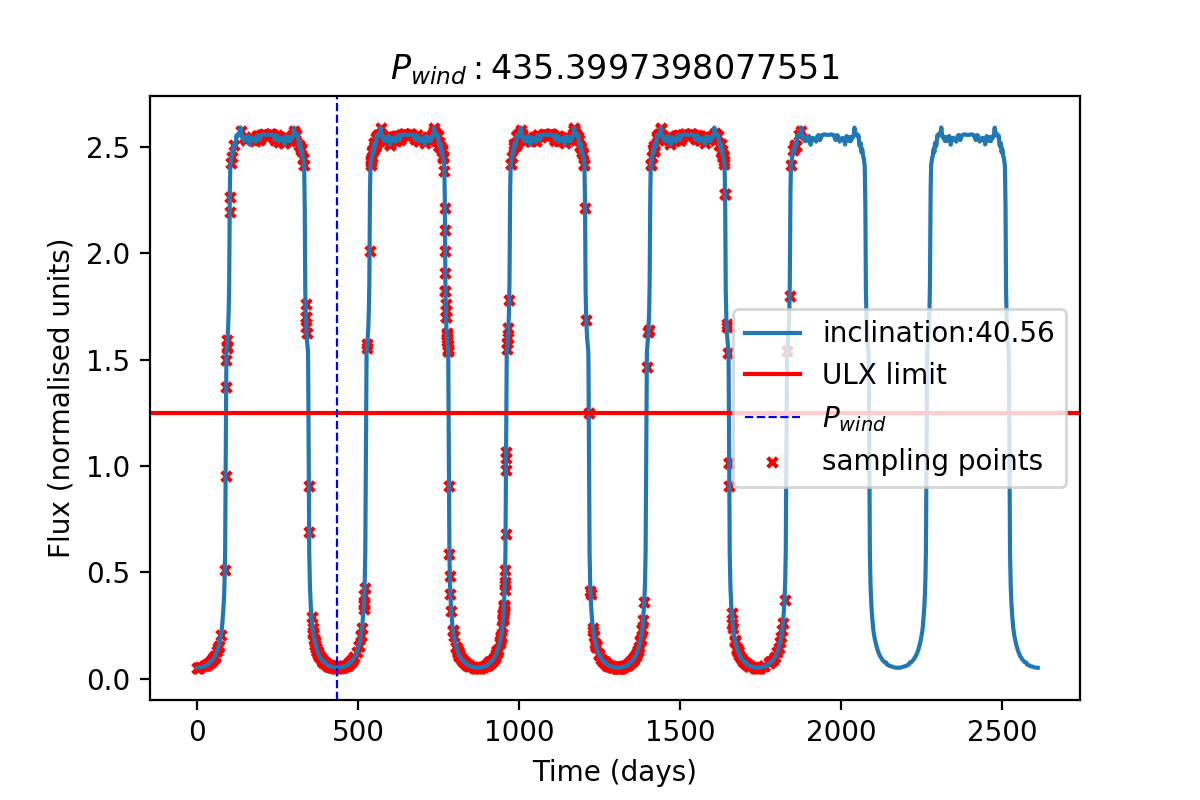 P_wind : 435.3997398077551
Flux (normalised units)
2.5
2.0
1.5
1.0
0.5
0.0
inclination:40.56
ULX limit
P_wind
sampling points
0 500 1000 1500 2000 2500
Time (days)